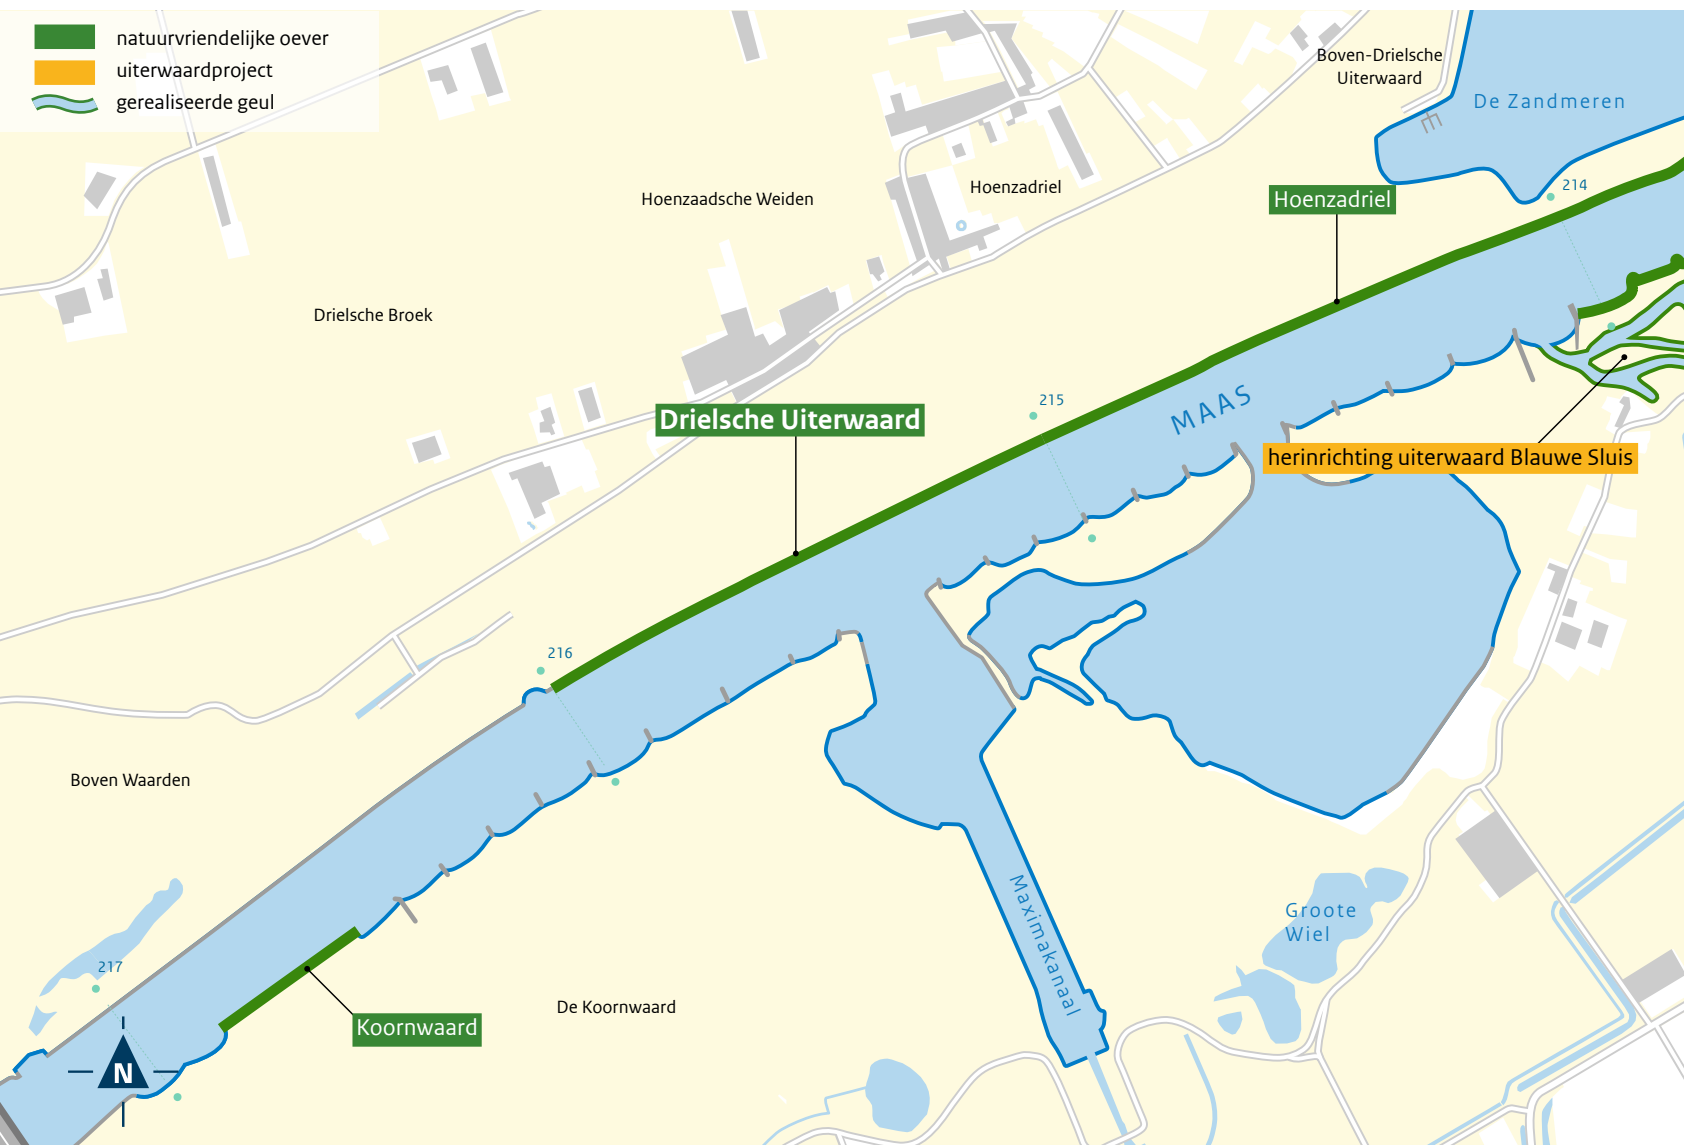 natuurvriendelijke oever
uiterwaardproject
gerealiseerde geul
Boven-Drielsche
Uiterwaard
De Zandmeren
214
Hoenzaadsche Weiden
Hoenzadriel
Hoenzadriel
Drielsche Broek
215
MAAS
Drielsche Uiterwaard
herinrichting uiterwaard Blauwe Sluis
216
Boven Waarden
Maximakanaal
Groote
Wiel
217
De Koornwaard
Koornwaard
N